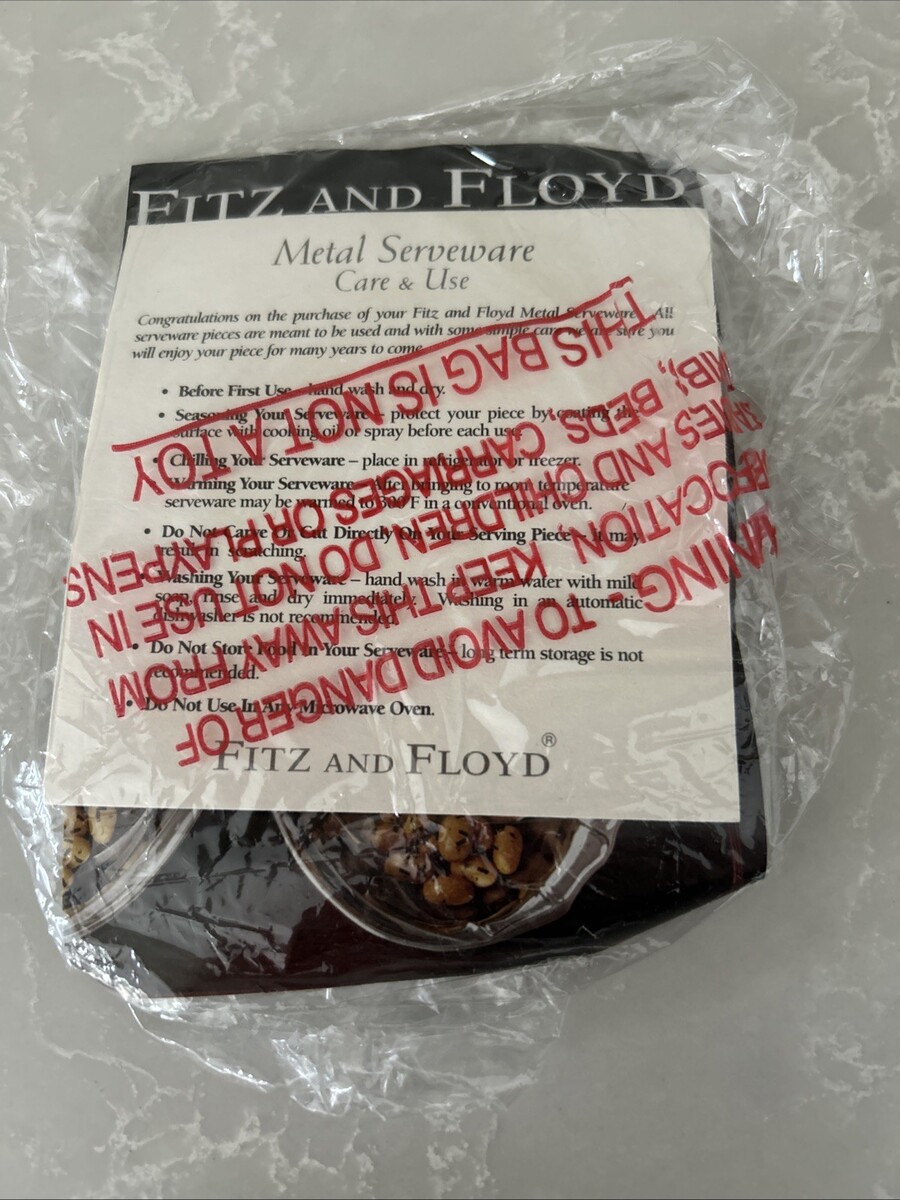 FITZ AND FLOYD
Metal Serveware
Care & Use
Congratulations on the purchase of your Fitz and Floyd Metal Serveware. All
serveware pieces are meant to be used and with some simple care we are sure you
will enjoy your piece for many years to come.
• Before First Use – hand wash and dry.
• Seasoning Your Serveware – protect your piece by coating the
surface with cooking oil or spray before each use.
• Chilling Your Serveware – place in refrigerator or freezer.
• Warming Your Serveware – After bringing to room temperature
serveware may be warmed to 300°F in a conventional oven.
• Do Not Carve Or Cut Directly On Your Serving Piece – It may
result in scratching.
• Washing Your Serveware – hand wash in warm water with mild
soap, rinse and dry immediately. Washing in an automatic
dishwasher is not recommended.
• Do Not Store Food In Your Serveware – long term storage is not
recommended.
• Do Not Use In Any Microwave Oven.
FITZ AND FLOYD®
WARNING - TO AVOID DANGER OF
SUFFOCATION, KEEP THIS AWAY FROM
BABIES AND CHILDREN. DO NOT USE IN
CRIBS, BEDS, CARRIAGES OR PLAYPENS.
THIS BAG IS NOT A TOY